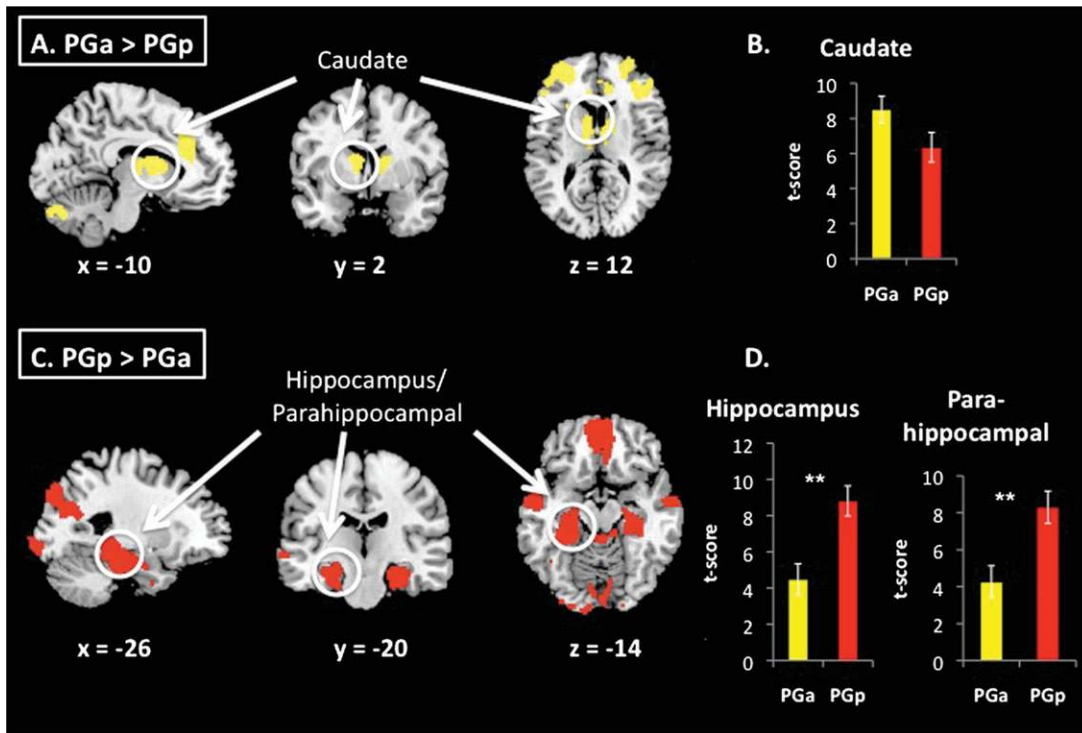 A. PGa > PGp
Caudate
x = -10
y = 2
z = 12
B.
Caudate
t-score
10
8
6
4
2
0
PGa
PGp
C. PGp > PGa
Hippocampus/
Parahippocampal
x = -26
y = -20
z = -14
D.
Hippocampus
t-score
12
10
8
6
4
2
0
**
PGa
PGp
Para-
hippocampal
t-score
10
8
6
4
2
0
**
PGa
PGp